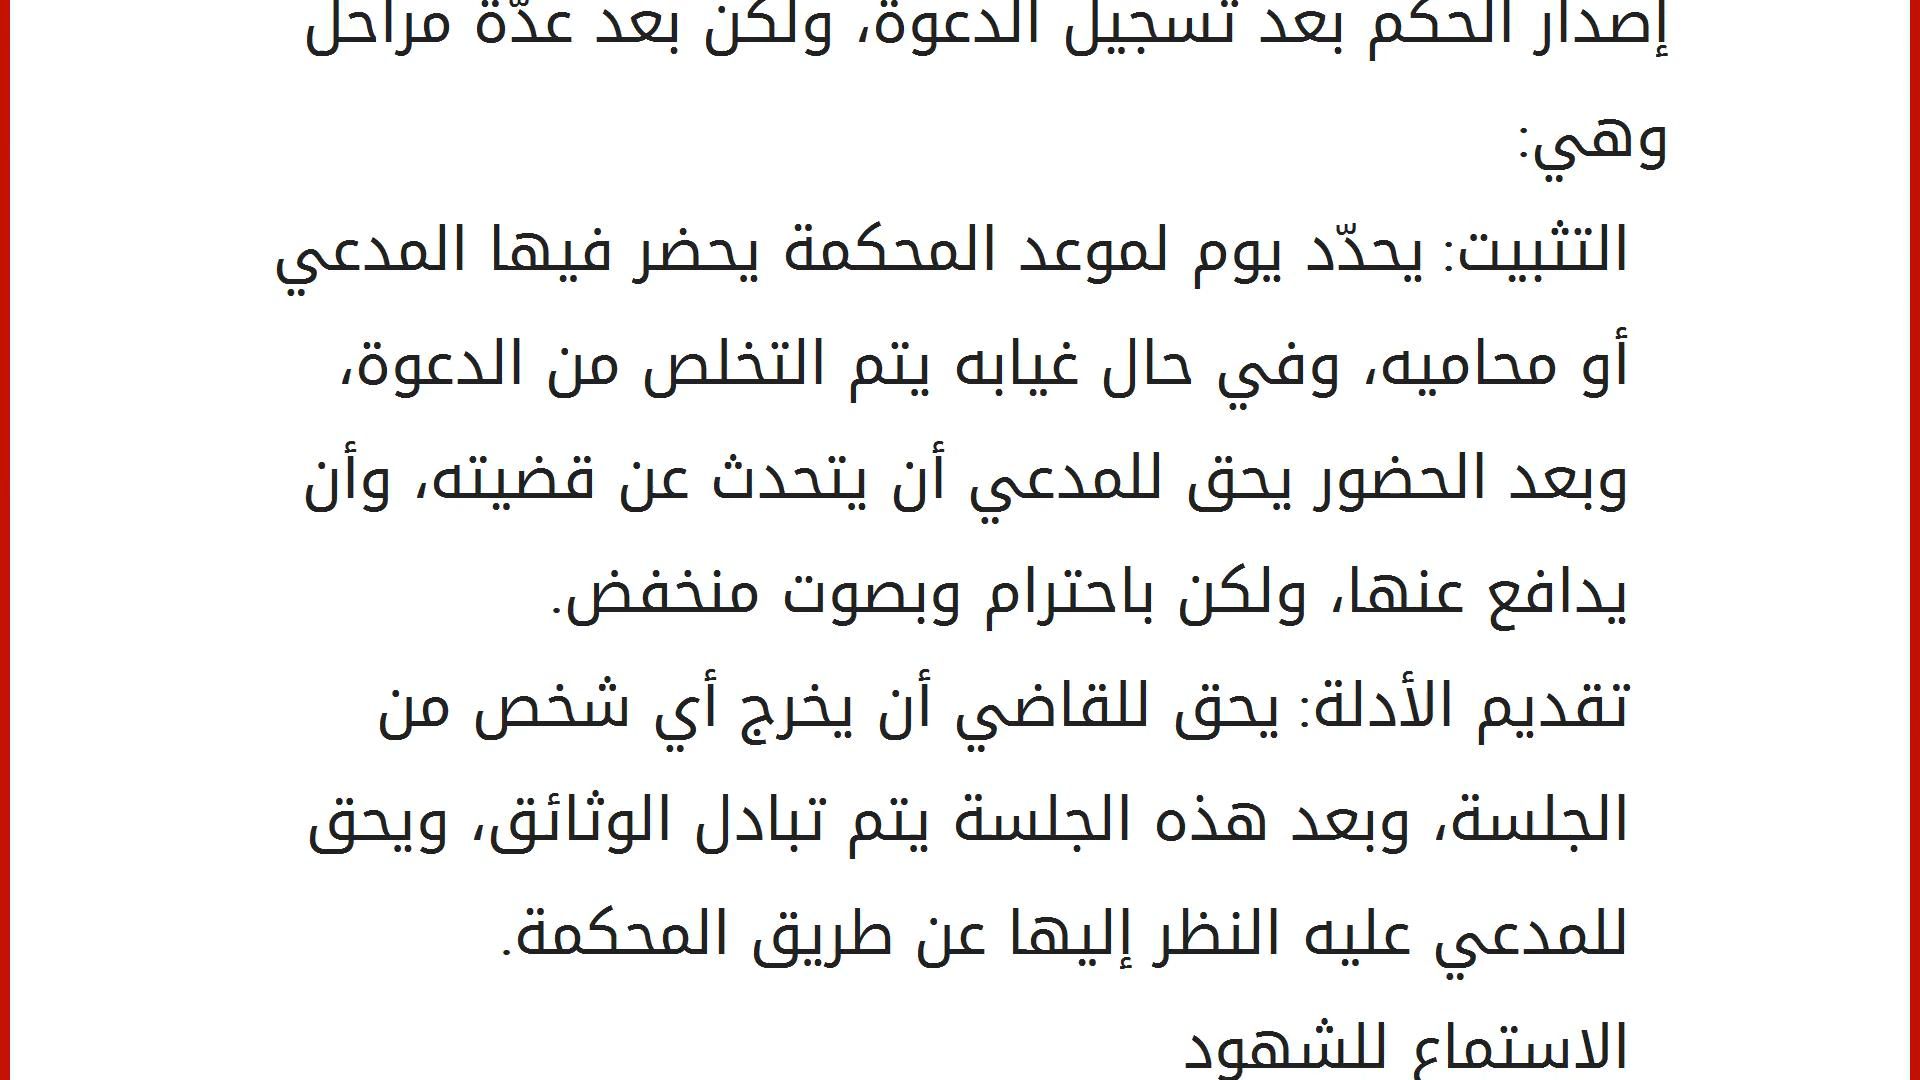 إصدار الحكم بعد تسجيل الدعوة، ولكن بعد عدّة مراحل
وهي:
التثبيت: يحدّد يوم لموعد المحكمة يحضر فيها المدعي
أو محاميه، وفي حال غيابه يتم التخلص من الدعوة،
وبعد الحضور يحق للمدعي أن يتحدث عن قضيته، وأن
يدافع عنها، ولكن باحترام وبصوت منخفض.
تقديم الأدلة: يحق للقاضي أن يخرج أي شخص من
الجلسة، وبعد هذه الجلسة يتم تبادل الوثائق، ويحق
للمدعي عليه النظر إليها عن طريق المحكمة.
الاستماع للشهود